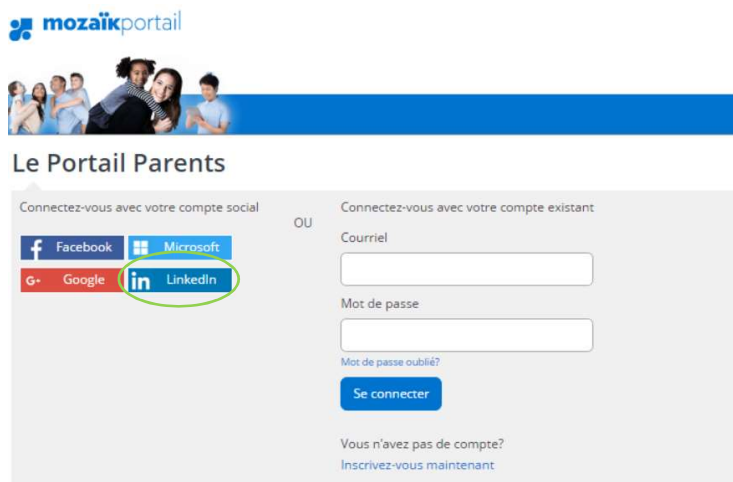 mozaïkportail
Le Portail Parents
Connectez-vous avec votre compte social
OU
Facebook
Microsoft
G+ Google
in LinkedIn
Connectez-vous avec votre compte existant
Courriel
Mot de passe
Mot de passe oublié?
Se connecter
Vous n'avez pas de compte?
Inscrivez-vous maintenant